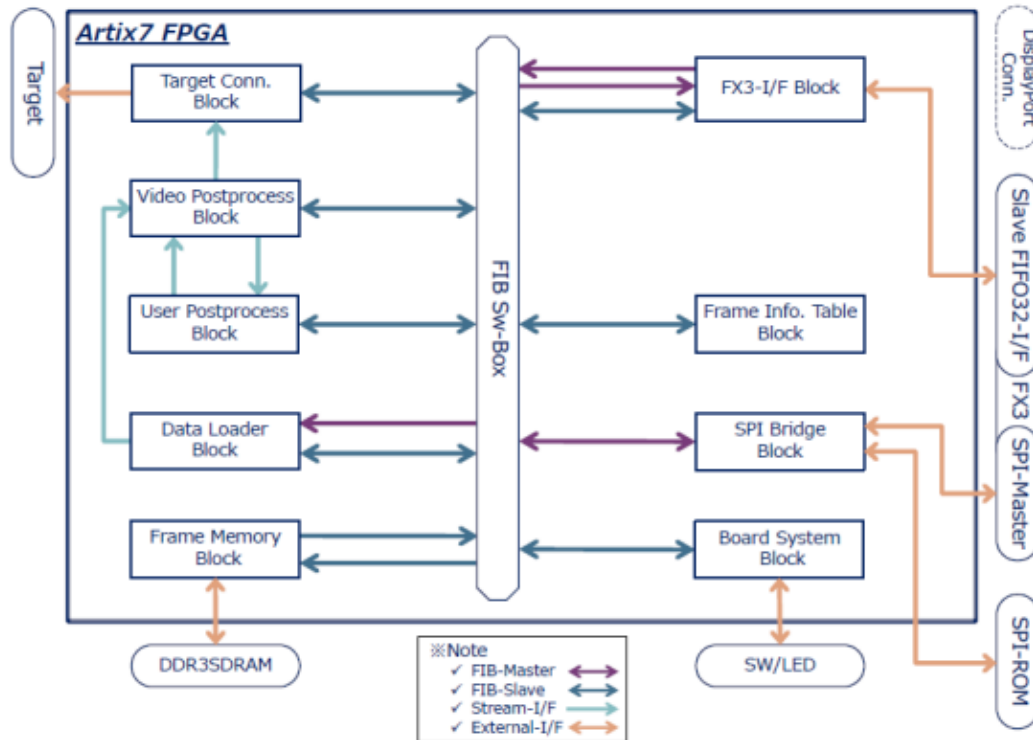 Artix7 FPGA
Target
Target Conn.
Block
Video Postprocess
Block
User Postprocess
Block
Data Loader
Block
Frame Memory
Block
DDR3SDRAM
FIB Sw-Box
FX3-I/F Block
Frame Info. Table
Block
SPI Bridge
Block
Board System
Block
SW/LED
DisplayPort
Conn.
Slave FIFO32-I/F
FX3
SPI-Master
SPI-ROM
※Note
✓ FIB-Master
✓ FIB-Slave
✓ Stream-I/F
✓ External-I/F